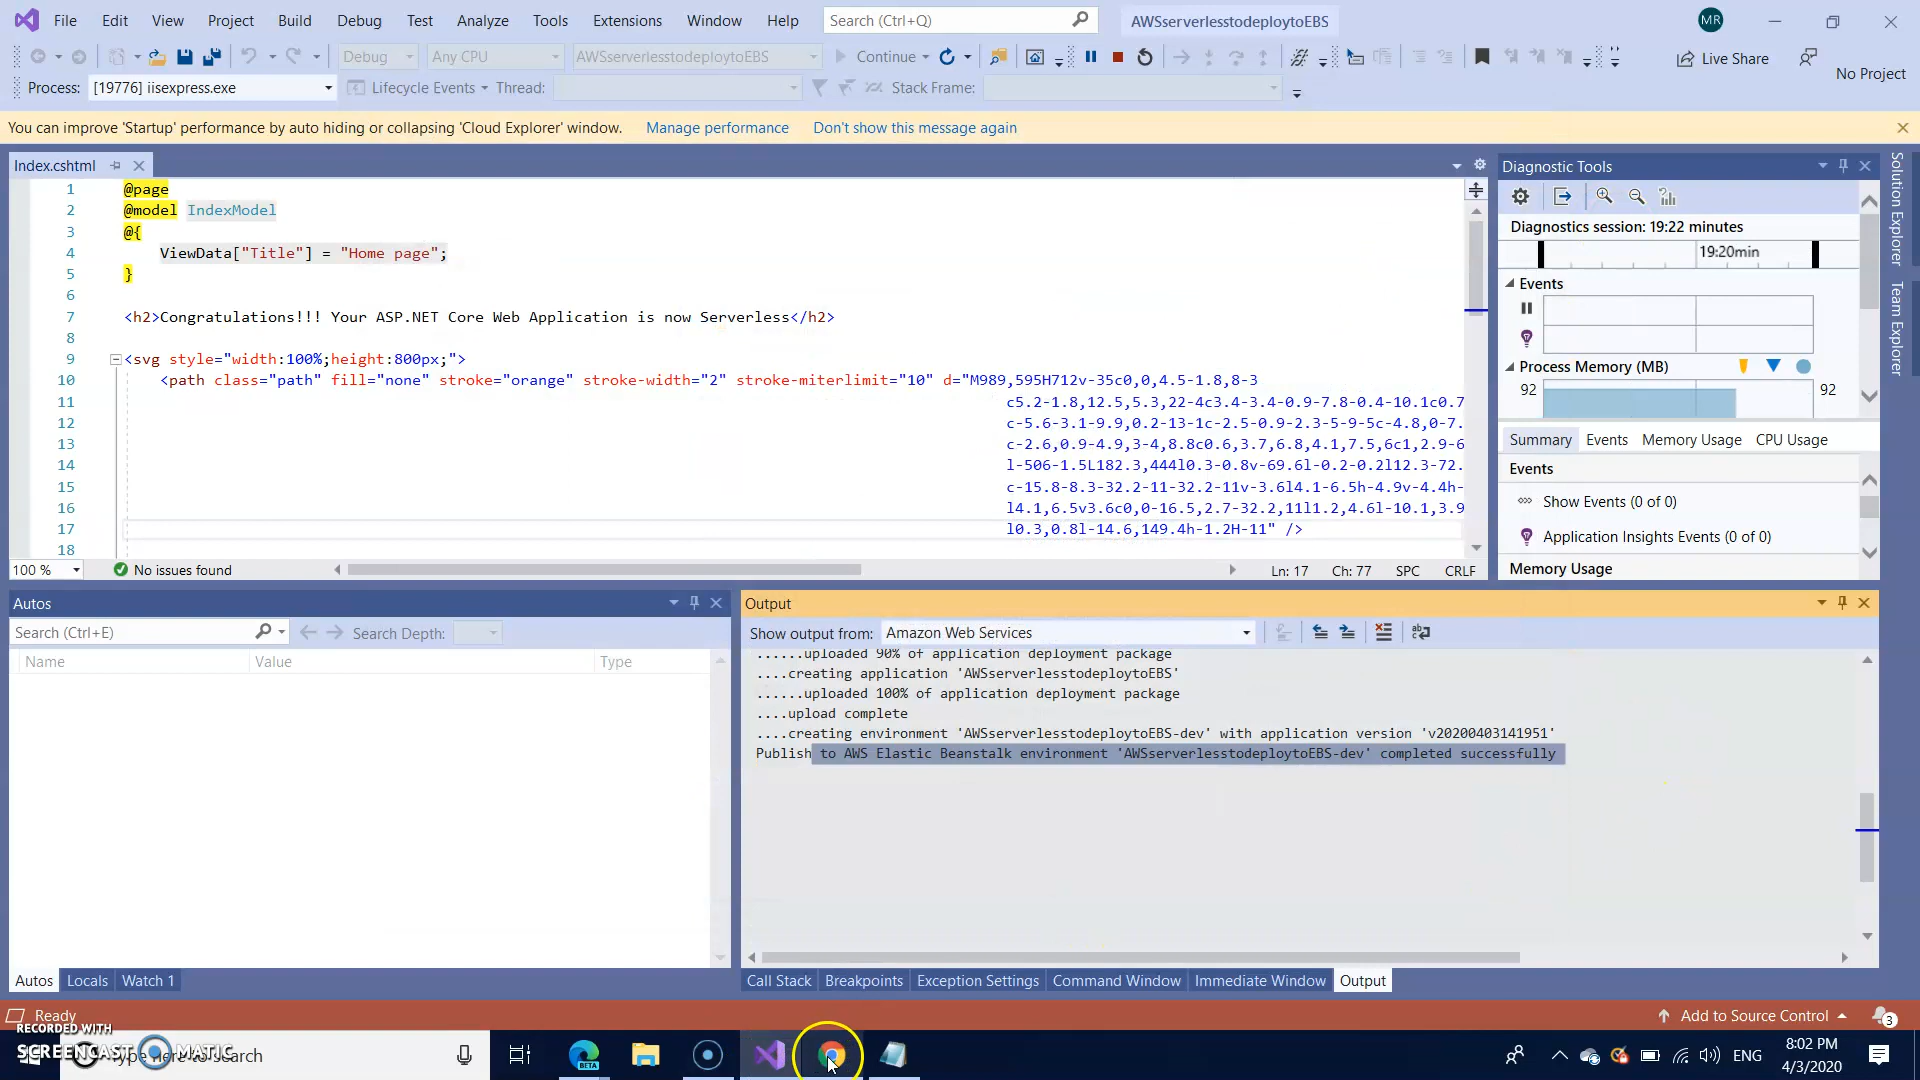 File Edit View Project Build Debug Test Analyze Tools Extensions Window Help Search (Ctrl+Q) AWSserverlesstodeploytoEBS MR
Debug Any CPU AWSserverlesstodeploytoEBS Continue Live Share No Project
Process: [19776] iisexpress.exe Lifecycle Events Thread: Stack Frame:
You can improve 'Startup' performance by auto hiding or collapsing 'Cloud Explorer' window. Manage performance Don't show this message again
Index.cshtml
1 @page
2 @model IndexModel
3 @{
4 ViewData["Title"] = "Home page";
5 }
6
7 <h2>Congratulations!!! Your ASP.NET Core Web Application is now Serverless</h2>
8
9 <svg style="width:100%;height:800px;">
10 <path class="path" fill="none" stroke="orange" stroke-width="2" stroke-miterlimit="10" d="M989,595H712v-35c0,0,4.5-1.8,8-3
11 c5.2-1.8,12.5,5.3,22-4c3.4-3.4-0.9-7.8-0.4-10.1c0.7
12 c-5.6-3.1-9.9,0.2-13-1c-2.5-0.9-2.3-5-9-5c-4.8,0-7.
13 c-2.6,0.9-4.9,3-4,8.8c0.6,3.7,6.8,4.1,7.5,6c1,2.9-6
14 l-506-1.5L182.3,444l0.3-0.8v-69.6l-0.2-0.2l12.3-72.
15 c-15.8-8.3-32.2-11-32.2-11v-3.6l4.1-6.5h-4.9v-4.4h-
16 l4.1,6.5v3.6c0,0-16.5,2.7-32.2,11l1.2,4.6l-10.1,3.9
17 l0.3,0.8l-14.6,149.4h-1.2H-11" />
18
100 % No issues found Ln: 17 Ch: 77 SPC CRLF
Diagnostic Tools
Diagnostics session: 19:22 minutes
19:20min
Events
Process Memory (MB)
92 92
Summary Events Memory Usage CPU Usage
Events
Show Events (0 of 0)
Application Insights Events (0 of 0)
Memory Usage
Solution Explorer
Team Explorer
Autos
Search (Ctrl+E) Search Depth:
Name Value Type
Autos Locals Watch 1
Output
Show output from: Amazon Web Services
......uploaded 90% of application deployment package
....creating application 'AWSserverlesstodeploytoEBS'
......uploaded 100% of application deployment package
....upload complete
....creating environment 'AWSserverlesstodeploytoEBS-dev' with application version 'v20200403141951'
Publish to AWS Elastic Beanstalk environment 'AWSserverlesstodeploytoEBS-dev' completed successfully
Call Stack Breakpoints Exception Settings Command Window Immediate Window Output
Ready Add to Source Control 3
RECORDED WITH
SCREENCAST MATIC
Type here to search
BETA
ENG
8:02 PM
4/3/2020